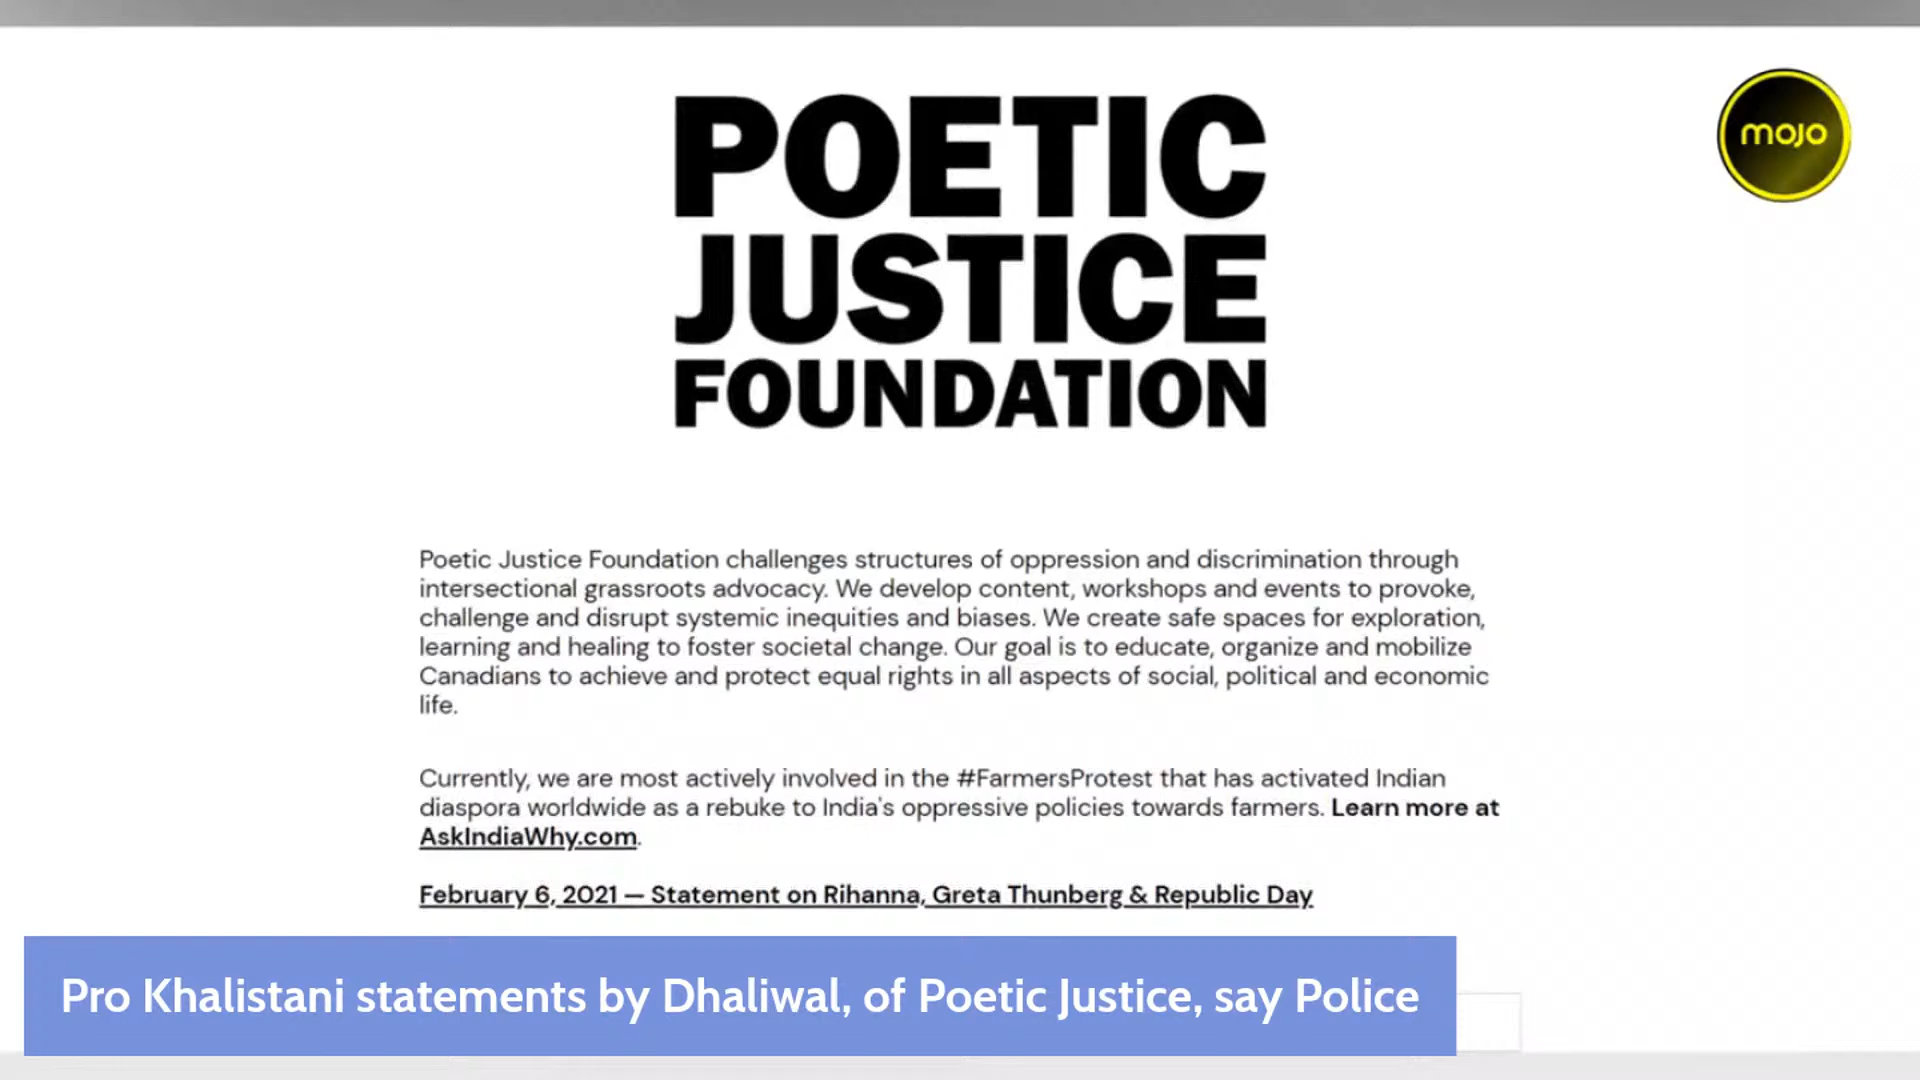 POETIC
JUSTICE
FOUNDATION
mojo
Poetic Justice Foundation challenges structures of oppression and discrimination through
intersectional grassroots advocacy. We develop content, workshops and events to provoke,
challenge and disrupt systemic inequities and biases. We create safe spaces for exploration,
learning and healing to foster societal change. Our goal is to educate, organize and mobilize
Canadians to achieve and protect equal rights in all aspects of social, political and economic
life.
Currently, we are most actively involved in the #FarmersProtest that has activated Indian
diaspora worldwide as a rebuke to India's oppressive policies towards farmers. Learn more at
AskIndiaWhy.com.
February 6, 2021 — Statement on Rihanna, Greta Thunberg & Republic Day
Pro Khalistani statements by Dhaliwal, of Poetic Justice, say Police